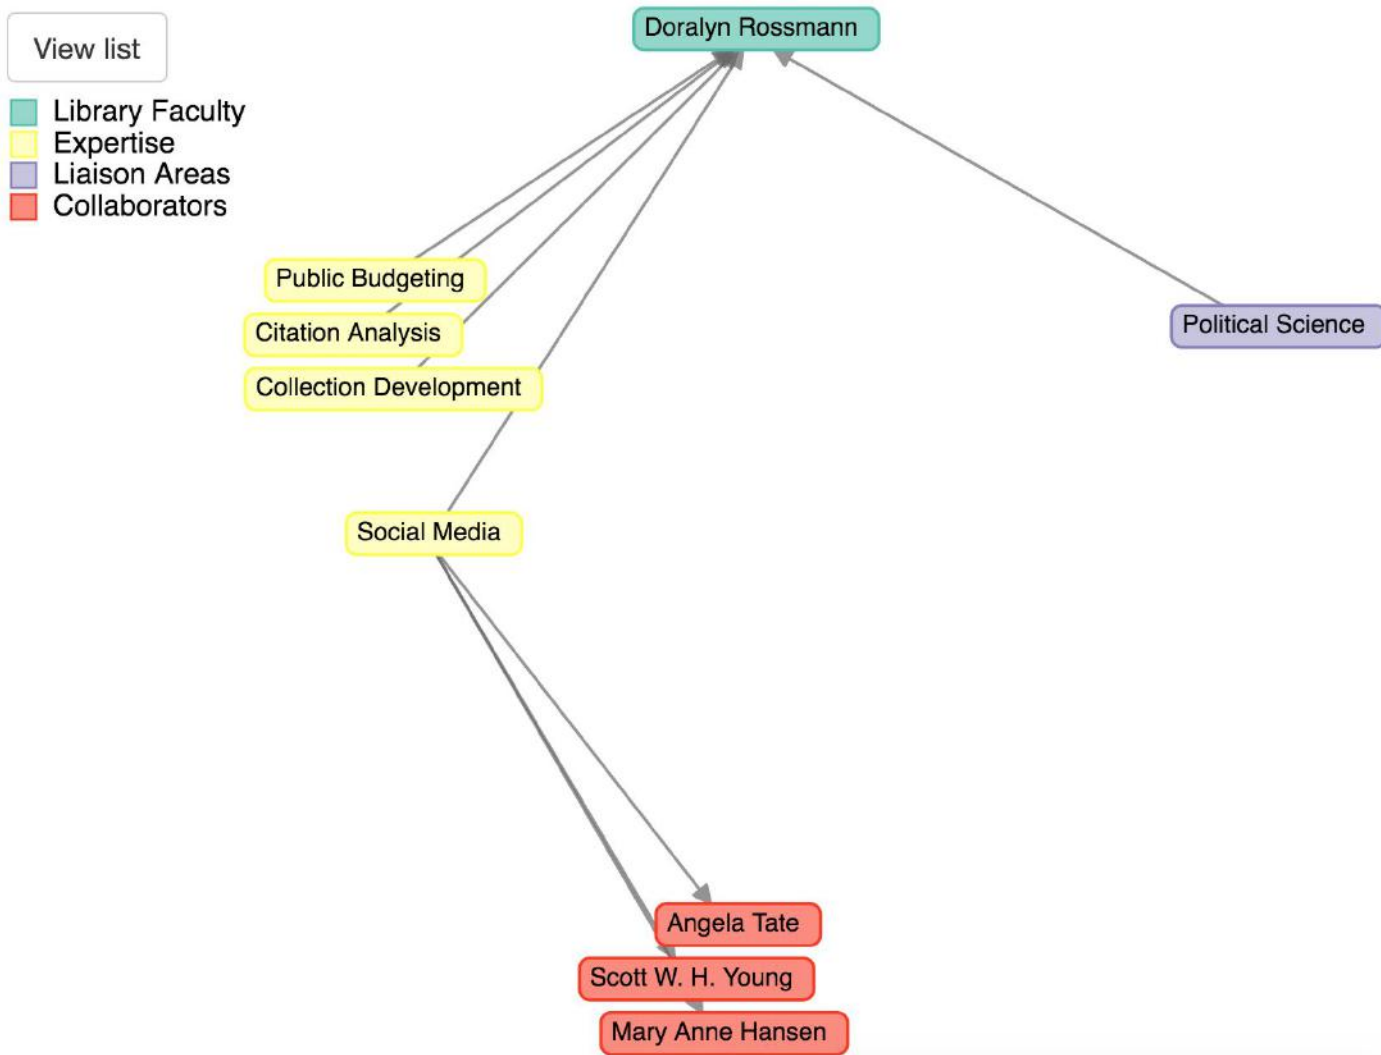 Doralyn Rossmann
View list
Library Faculty
Expertise
Liaison Areas
Collaborators
Public Budgeting
Political Science
Citation Analysis
Collection Development
Social Media
Angela Tate
Scott W. H. Young
Mary Anne Hansen